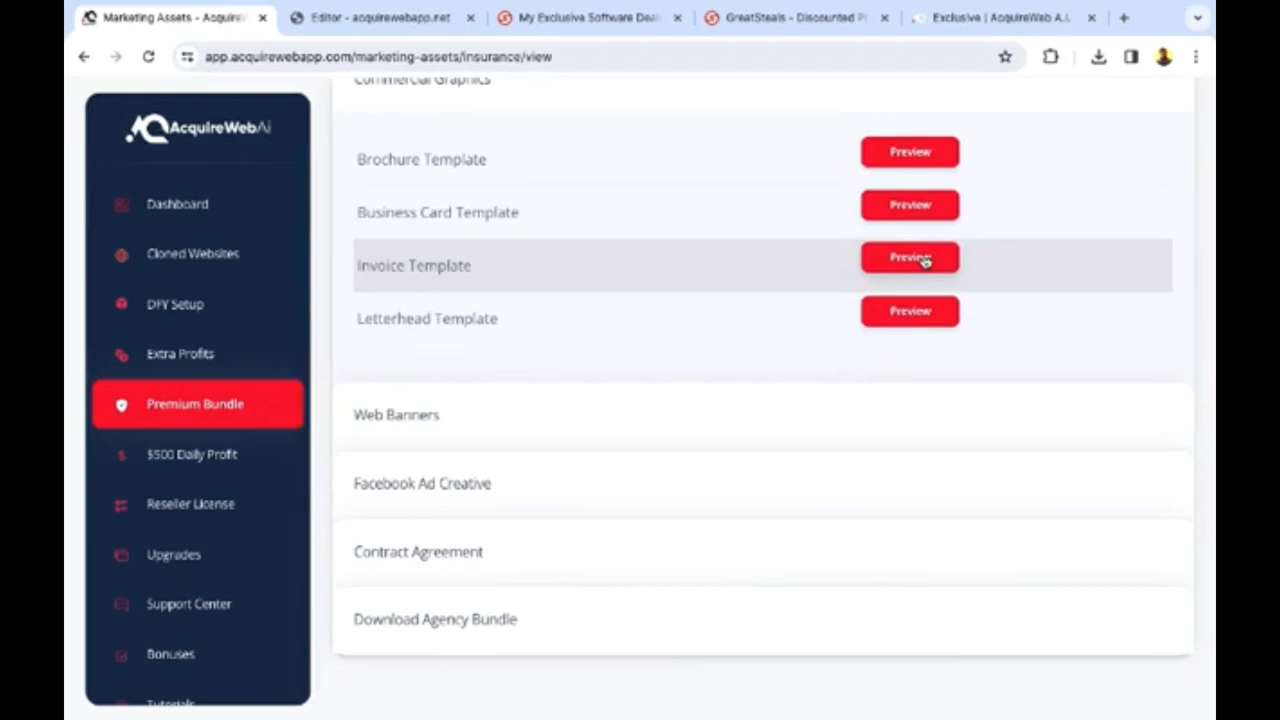 Marketing Assets - Acquire
Editor - acquirewebapp.net
My Exclusive Software Deal
GreatSteals - Discounted P
Exclusive | AcquireWeb A.I.
app.acquirewebapp.com/marketing-assets/insurance/view
AcquireWebAi
Dashboard
Cloned Websites
DFY Setup
Extra Profits
Premium Bundle
$500 Daily Profit
Reseller License
Upgrades
Support Center
Bonuses
Tutorials
Commercial Graphics
Brochure Template
Preview
Business Card Template
Preview
Invoice Template
Preview
Letterhead Template
Preview
Web Banners
Facebook Ad Creative
Contract Agreement
Download Agency Bundle